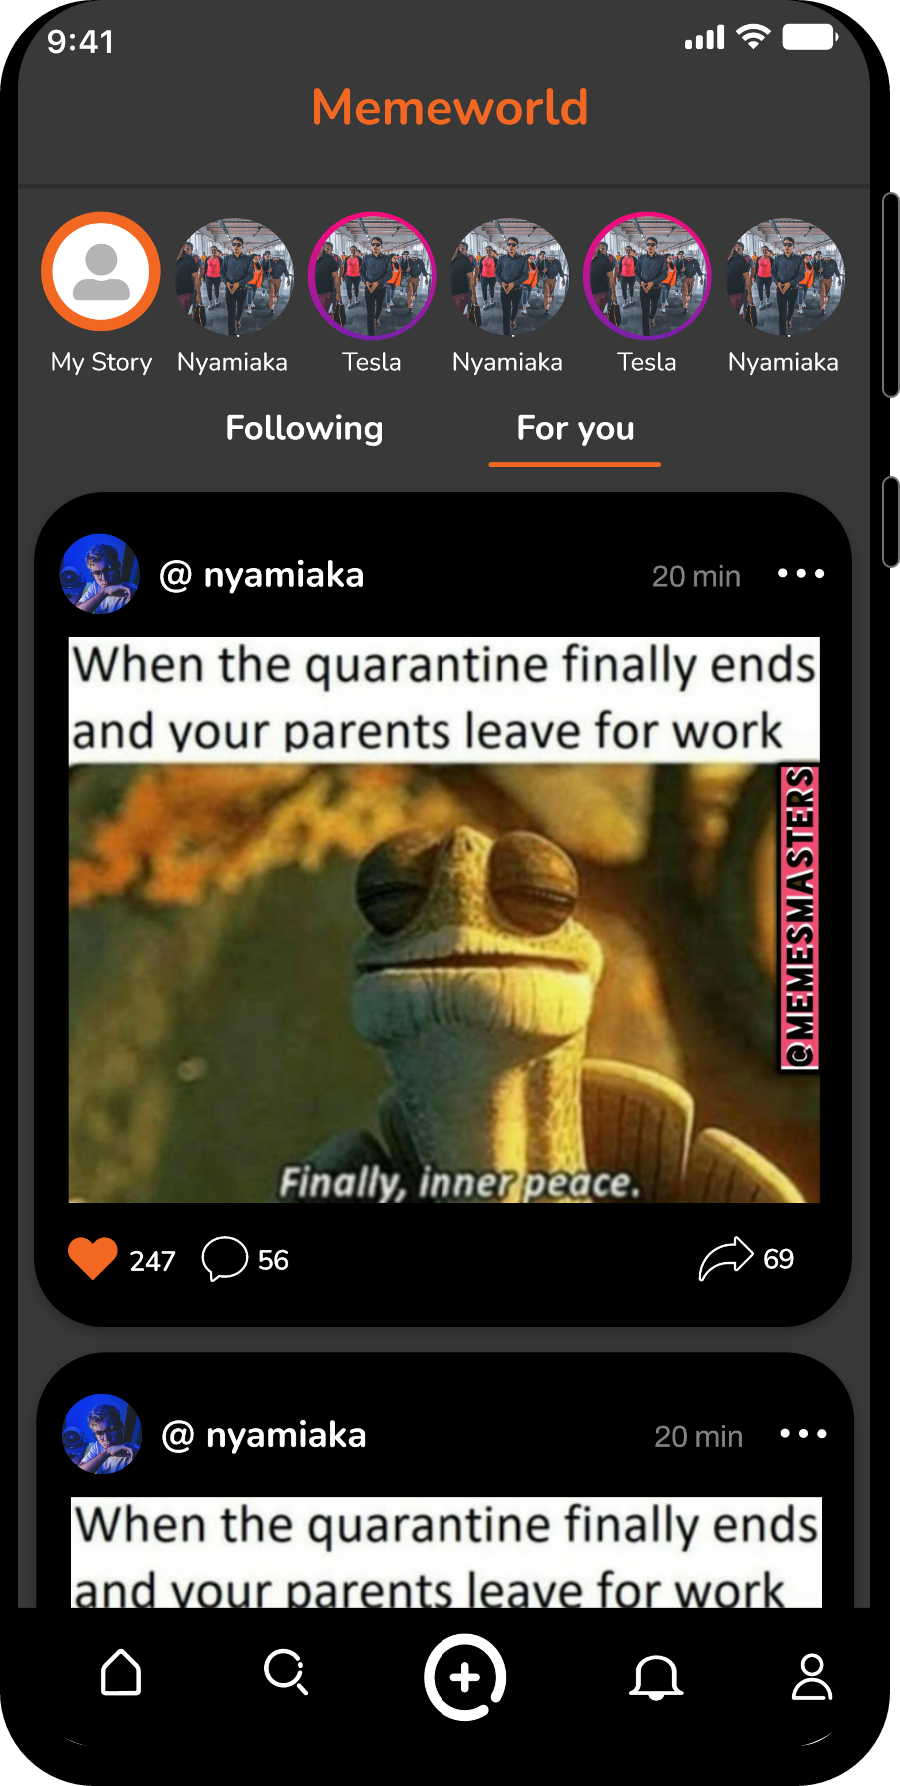 9:41
Memeworld
My Story Nyamiaka Tesla Nyamiaka Tesla Nyamiaka
Following For you
@ nyamiaka 20 min
When the quarantine finally ends
and your parents leave for work
@MEMESMASTERS
Finally, inner peace.
247 56 69
@ nyamiaka 20 min
When the quarantine finally ends
and your parents leave for work